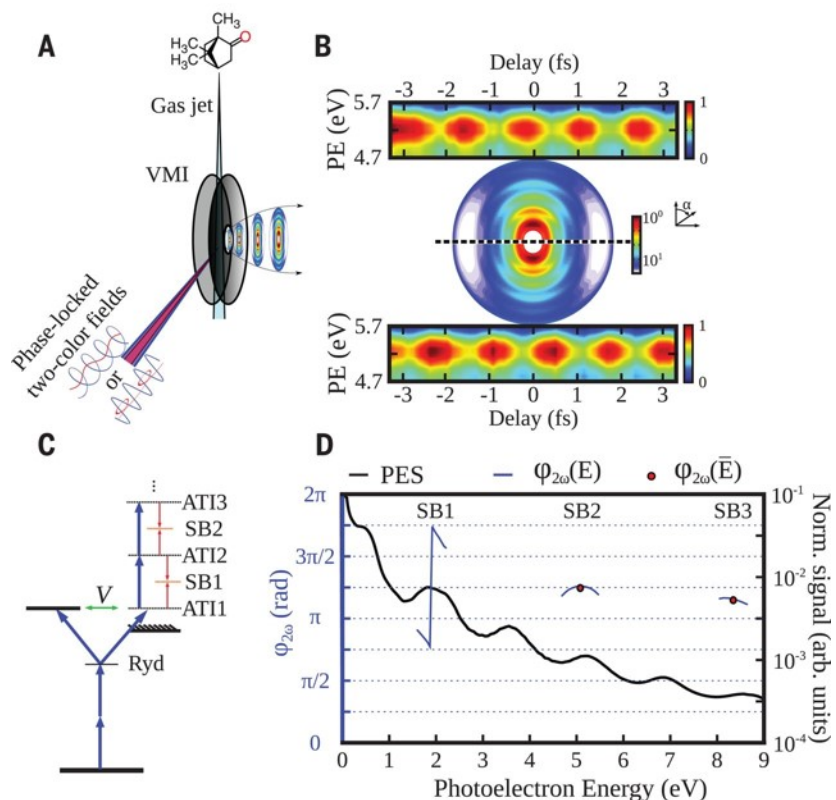 A
CH₃
H₃C
H₃C
O
Gas jet
VMI
Phase-locked
two-color fields
or
B
Delay (fs)
-3 -2 -1 0 1 2 3
5.7
PE (eV)
4.7
1
0
α
10⁰
10¹
5.7
PE (eV)
4.7
1
0
-3 -2 -1 0 1 2 3
Delay (fs)
C
...
ATI3
SB2
ATI2
SB1
ATI1
V
Ryd
D
PES φ2ω(E) φ2ω(E̅)
SB1 SB2 SB3
2π
3π/2
π
π/2
0
φ2ω (rad)
10⁻¹
10⁻²
10⁻³
10⁻⁴
Norm. signal
(arb. units)
0 1 2 3 4 5 6 7 8 9
Photoelectron Energy (eV)